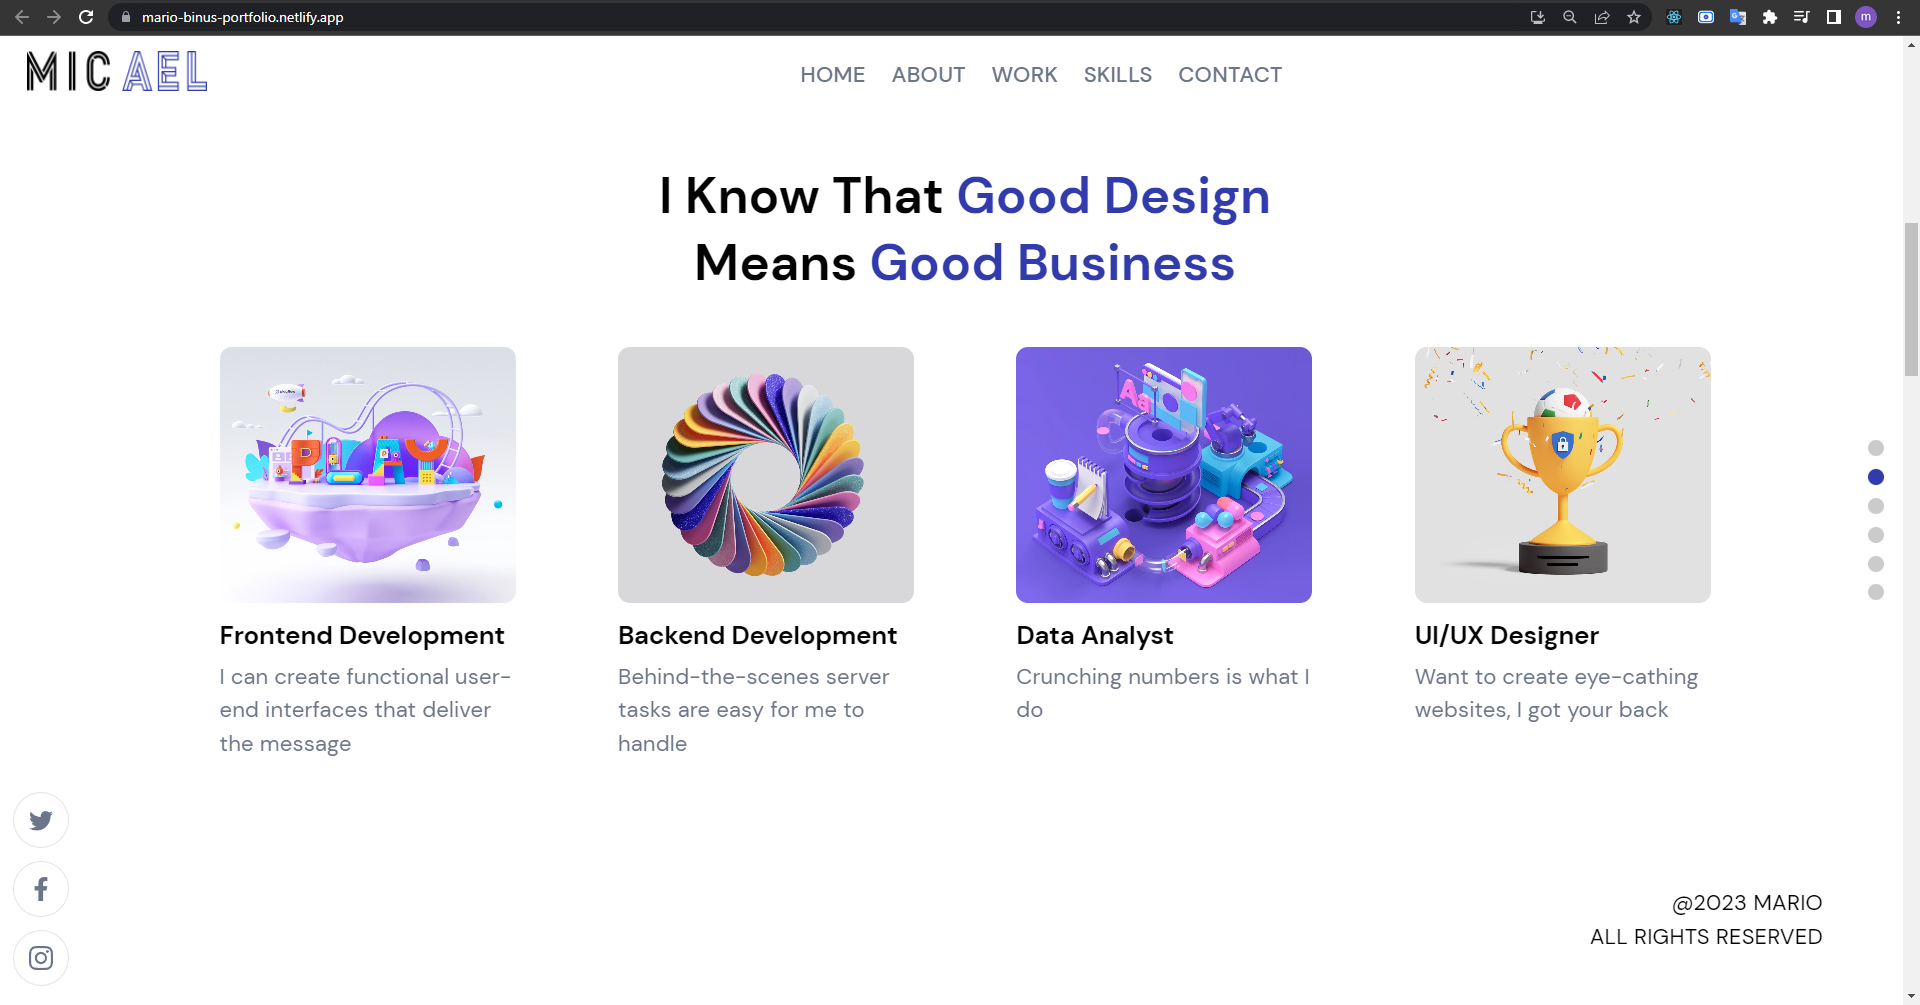 mario-binus-portfolio.netlify.app
m
MICAEL
HOME ABOUT WORK SKILLS CONTACT
I Know That Good Design
Means Good Business
Aa
Frontend Development
I can create functional user-
end interfaces that deliver
the message
Backend Development
Behind-the-scenes server
tasks are easy for me to
handle
Data Analyst
Crunching numbers is what I
do
UI/UX Designer
Want to create eye-cathing
websites, I got your back
@2023 MARIO
ALL RIGHTS RESERVED